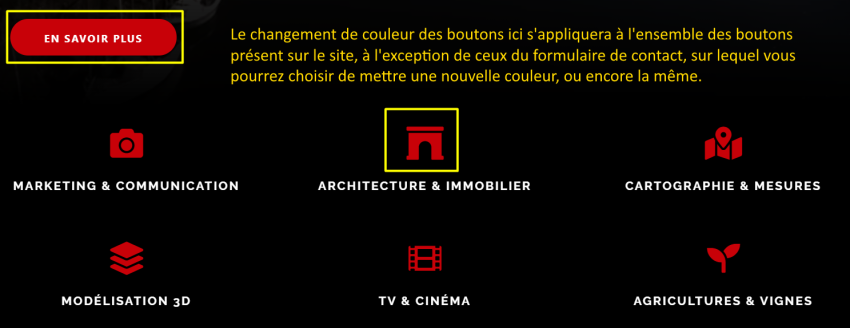 EN SAVOIR PLUS
Le changement de couleur des boutons ici s'appliquera à l'ensemble des boutons
présent sur le site, à l'exception de ceux du formulaire de contact, sur lequel vous
pourrez choisir de mettre une nouvelle couleur, ou encore la même.
MARKETING & COMMUNICATION
ARCHITECTURE & IMMOBILIER
CARTOGRAPHIE & MESURES
MODÉLISATION 3D
TV & CINÉMA
AGRICULTURES & VIGNES